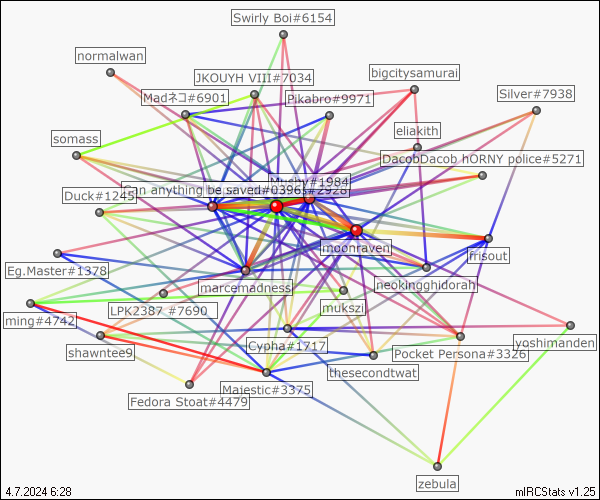 Swirly Boi#6154
normalwan
JKOUYH VIII#7034
bigcitysamurai
Madネコ#6901
Pikabro#9971
Silver#7938
eliakith
somass
DacobDacob hORNY police#5271
Mushy#1984
Can anything be saved#0396
#2928
Duck#1245
imoonraven
frisout
Eg.Master#1378
marcemadness
neokingghidorah
LPK2387_#7690
mukszi
ming#4742
Cypha#1717
yoshimanden
shawntee9
Pocket Persona#3326
thesecondtwat
Majestic#3375
Fedora Stoat#4479
zebula
4.7.2024 6:28
mIRCStats v1.25